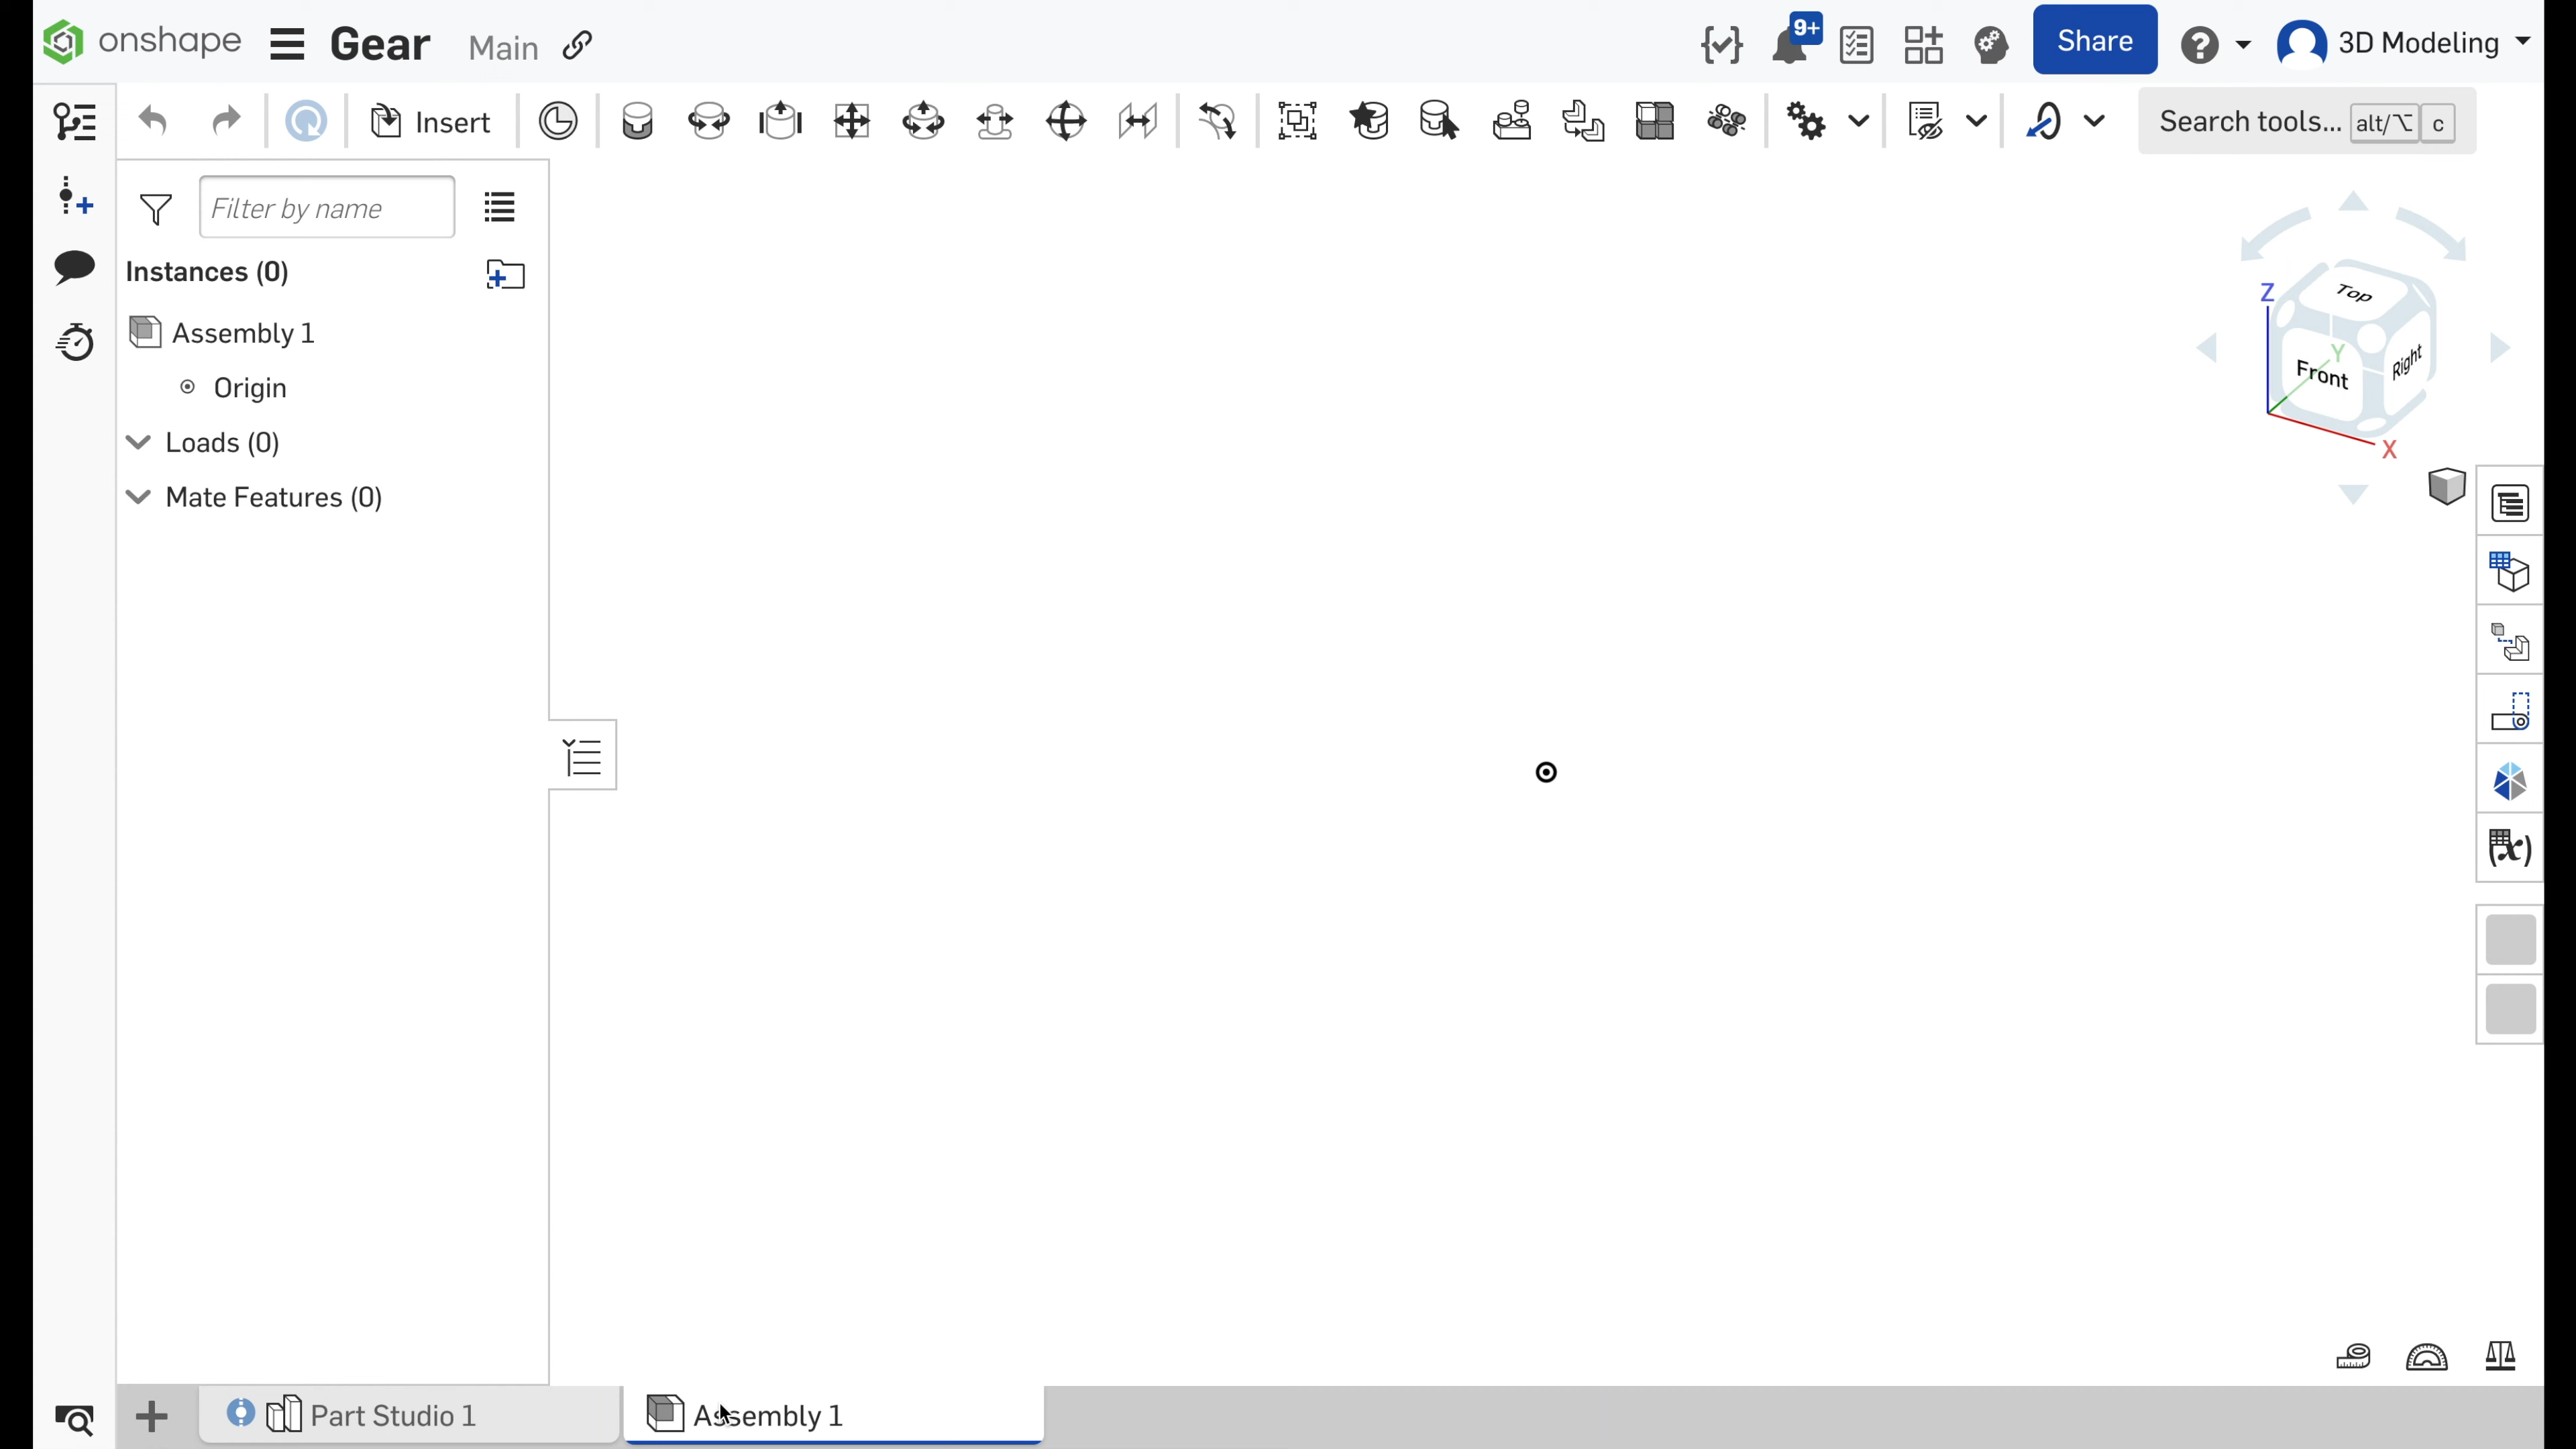 onshape Gear Main 9+ Share ? 3D Modeling
Insert Search tools... alt/⌥ c
Filter by name
Instances (0)
Assembly 1
Origin
Loads (0)
Mate Features (0)
Top
Z
Y
Front
Right
X
(x)
Part Studio 1
Assembly 1